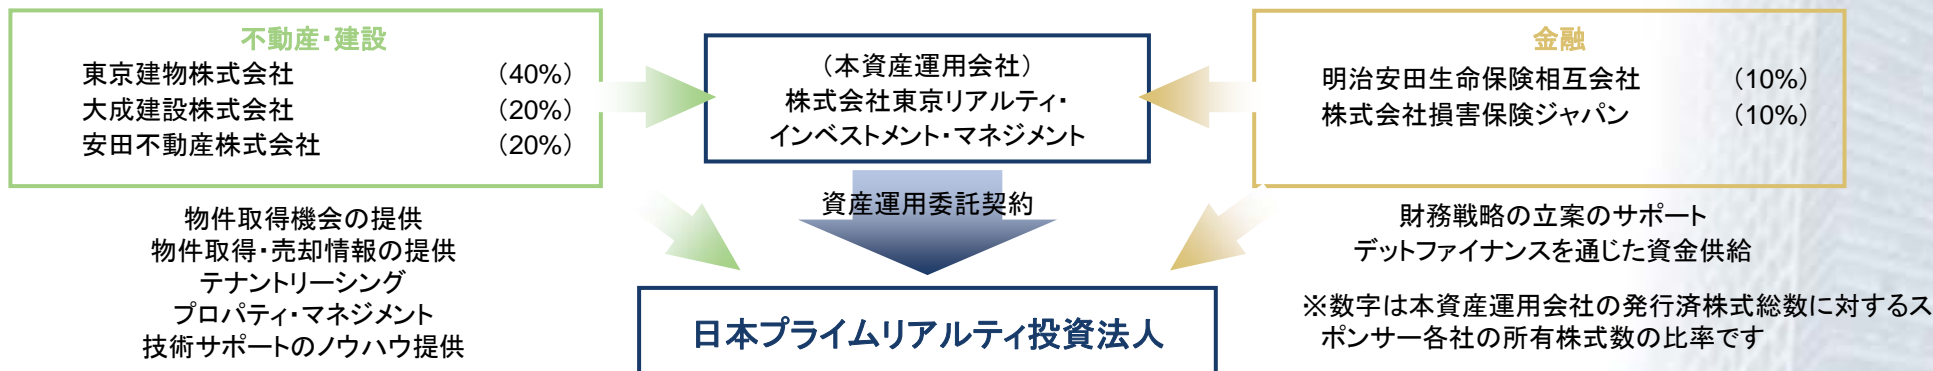 不動産・建設
東京建物株式会社 （40%）
大成建設株式会社 （20%）
安田不動産株式会社 （20%）
物件取得機会の提供
物件取得・売却情報の提供
テナントリーシング
プロパティ・マネジメント
技術サポートのノウハウ提供
（本資産運用会社）
株式会社東京リアルティ・
インベストメント・マネジメント
資産運用委託契約
日本プライムリアルティ投資法人
金融
明治安田生命保険相互会社 （10%）
株式会社損害保険ジャパン （10%）
財務戦略の立案のサポート
デットファイナンスを通じた資金供給
※数字は本資産運用会社の発行済株式総数に対するス
ポンサー各社の所有株式数の比率です